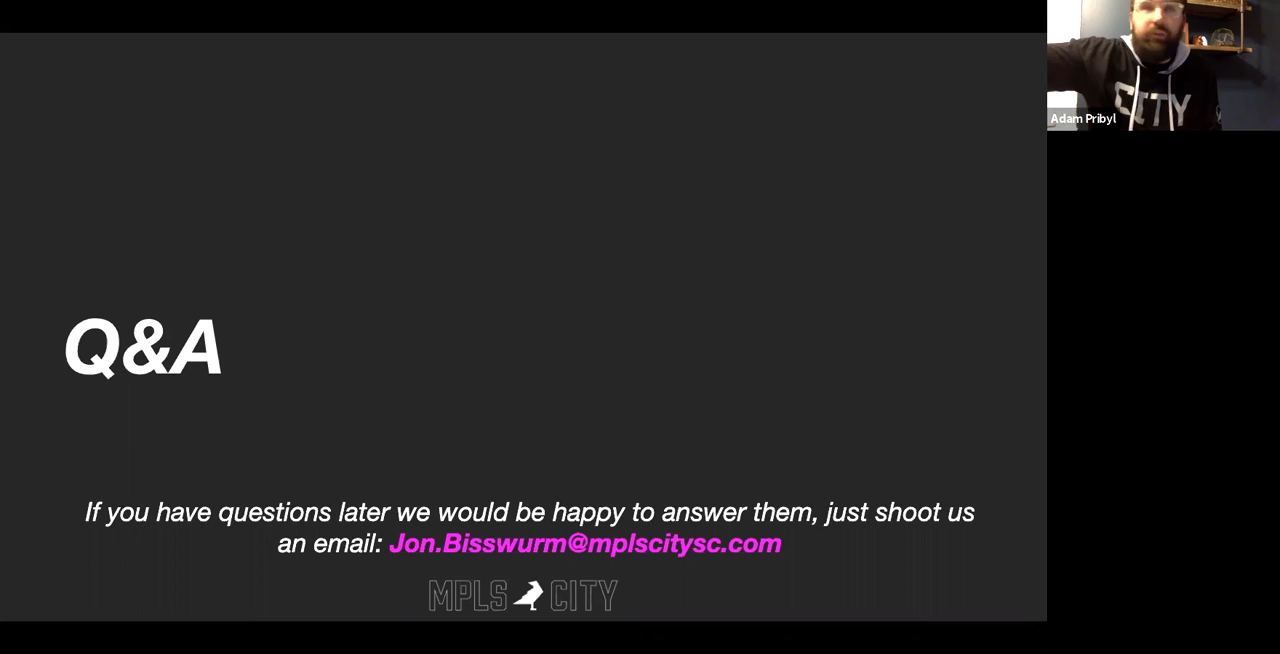 CITY
Adam Pribyl
Q&A
If you have questions later we would be happy to answer them, just shoot us
an email: Jon.Bisswurm@mplscitysc.com
MPLS CITY